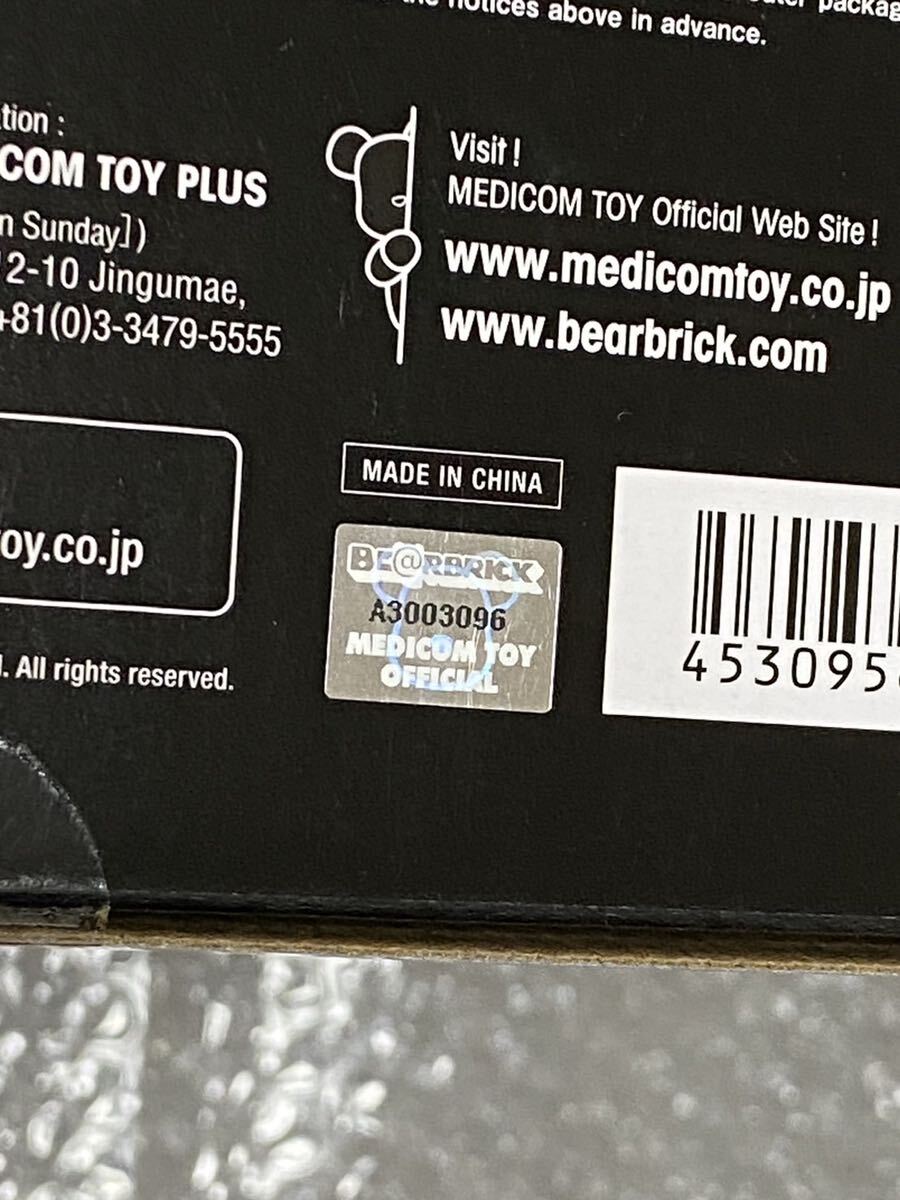 notices above in advance.
tion :
COM TOY PLUS
n Sunday])
2-10 Jingumae,
+81(0)3-3479-5555
Visit !
MEDICOM TOY Official Web Site !
www.medicomtoy.co.jp
www.bearbrick.com
MADE IN CHINA
oy.co.jp
BE@RBRICK
A3003096
MEDICOM TOY
OFFICIAL
453095
. All rights reserved.